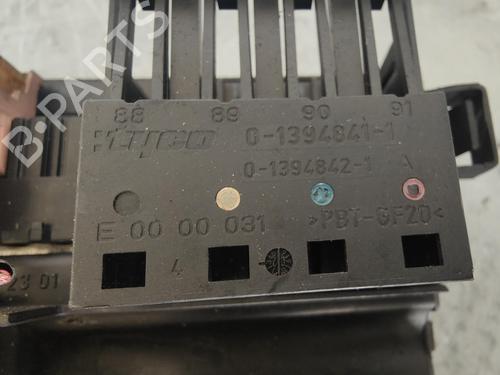 88 89 90 91
tyco 0-1394841-1
0-1394842-1 A
E 00 00 031 >PBT-GF20<
4
23 01
B-PARTS